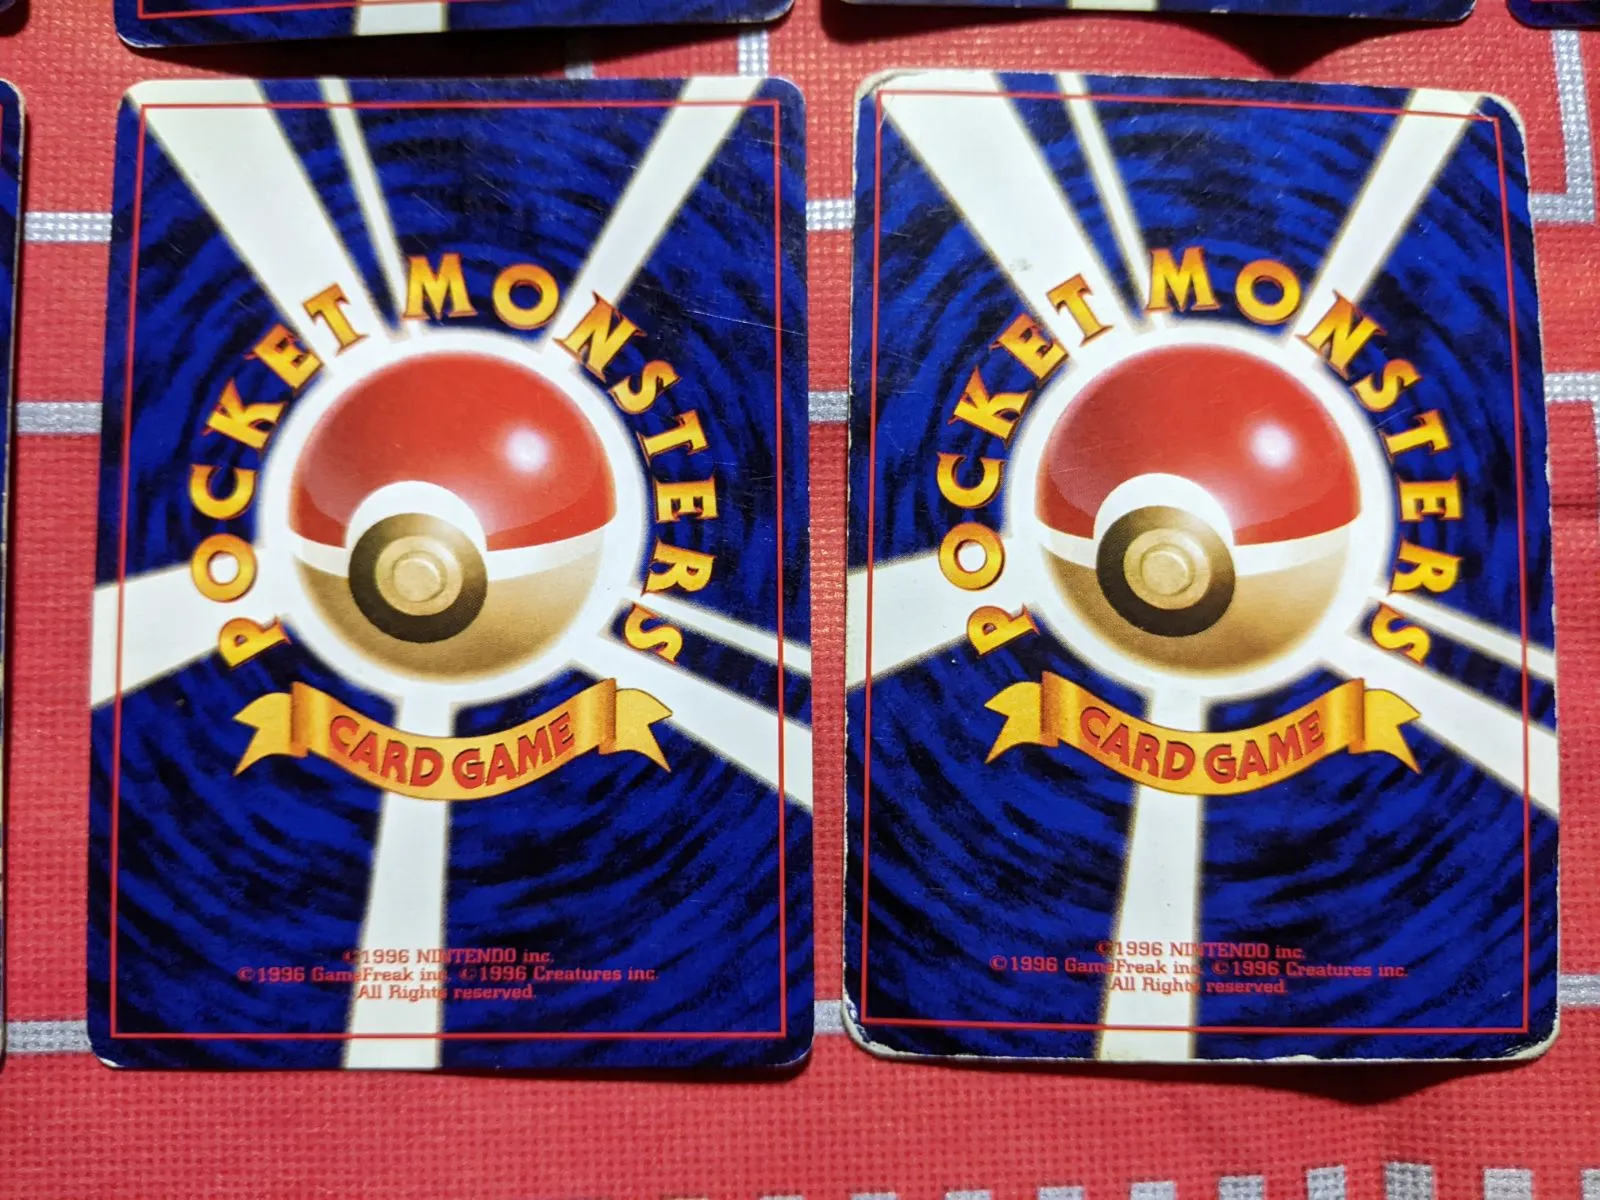 POCKET MONSTERS
CARD GAME
©1996 NINTENDO inc.
©1996 GameFreak inc. ©1996 Creatures inc.
All Rights reserved.
POCKET MONSTERS
CARD GAME
©1996 NINTENDO inc.
©1996 GameFreak inc. ©1996 Creatures inc.
All Rights reserved.